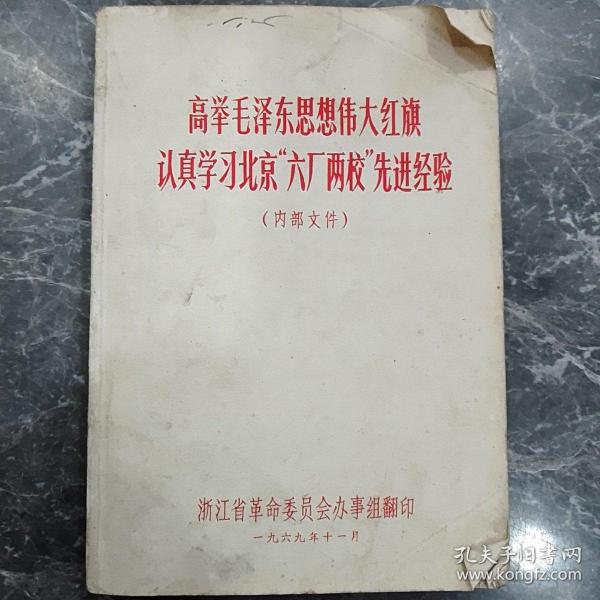 高举毛泽东思想伟大红旗
认真学习北京“六厂两校”先进经验
(内部文件)
浙江省革命委员会办事组翻印
一九六九年十一月
孔夫子旧书网
www.kongfz.com